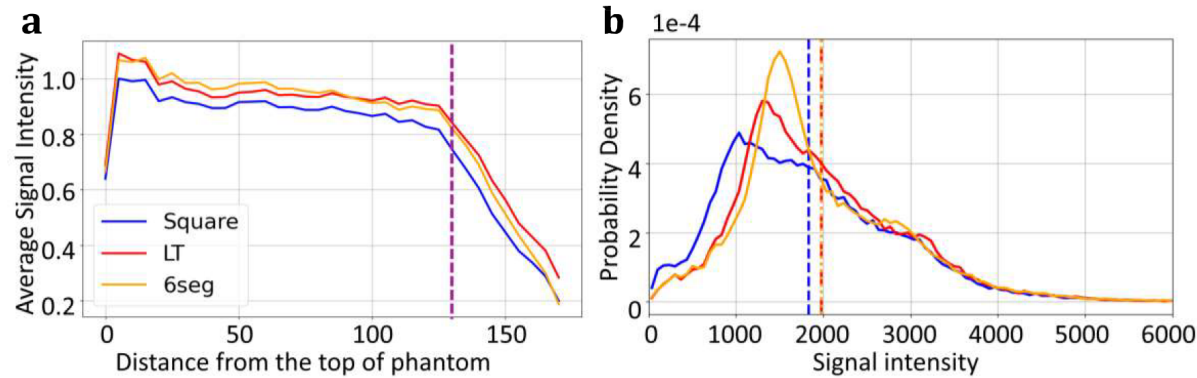 a
Average Signal Intensity
1.0
0.8
0.6
0.4
0.2
Square
LT
6seg
0
50
100
150
Distance from the top of phantom
b
1e-4
Probability Density
6
4
2
0
0
1000
2000
3000
4000
5000
6000
Signal intensity